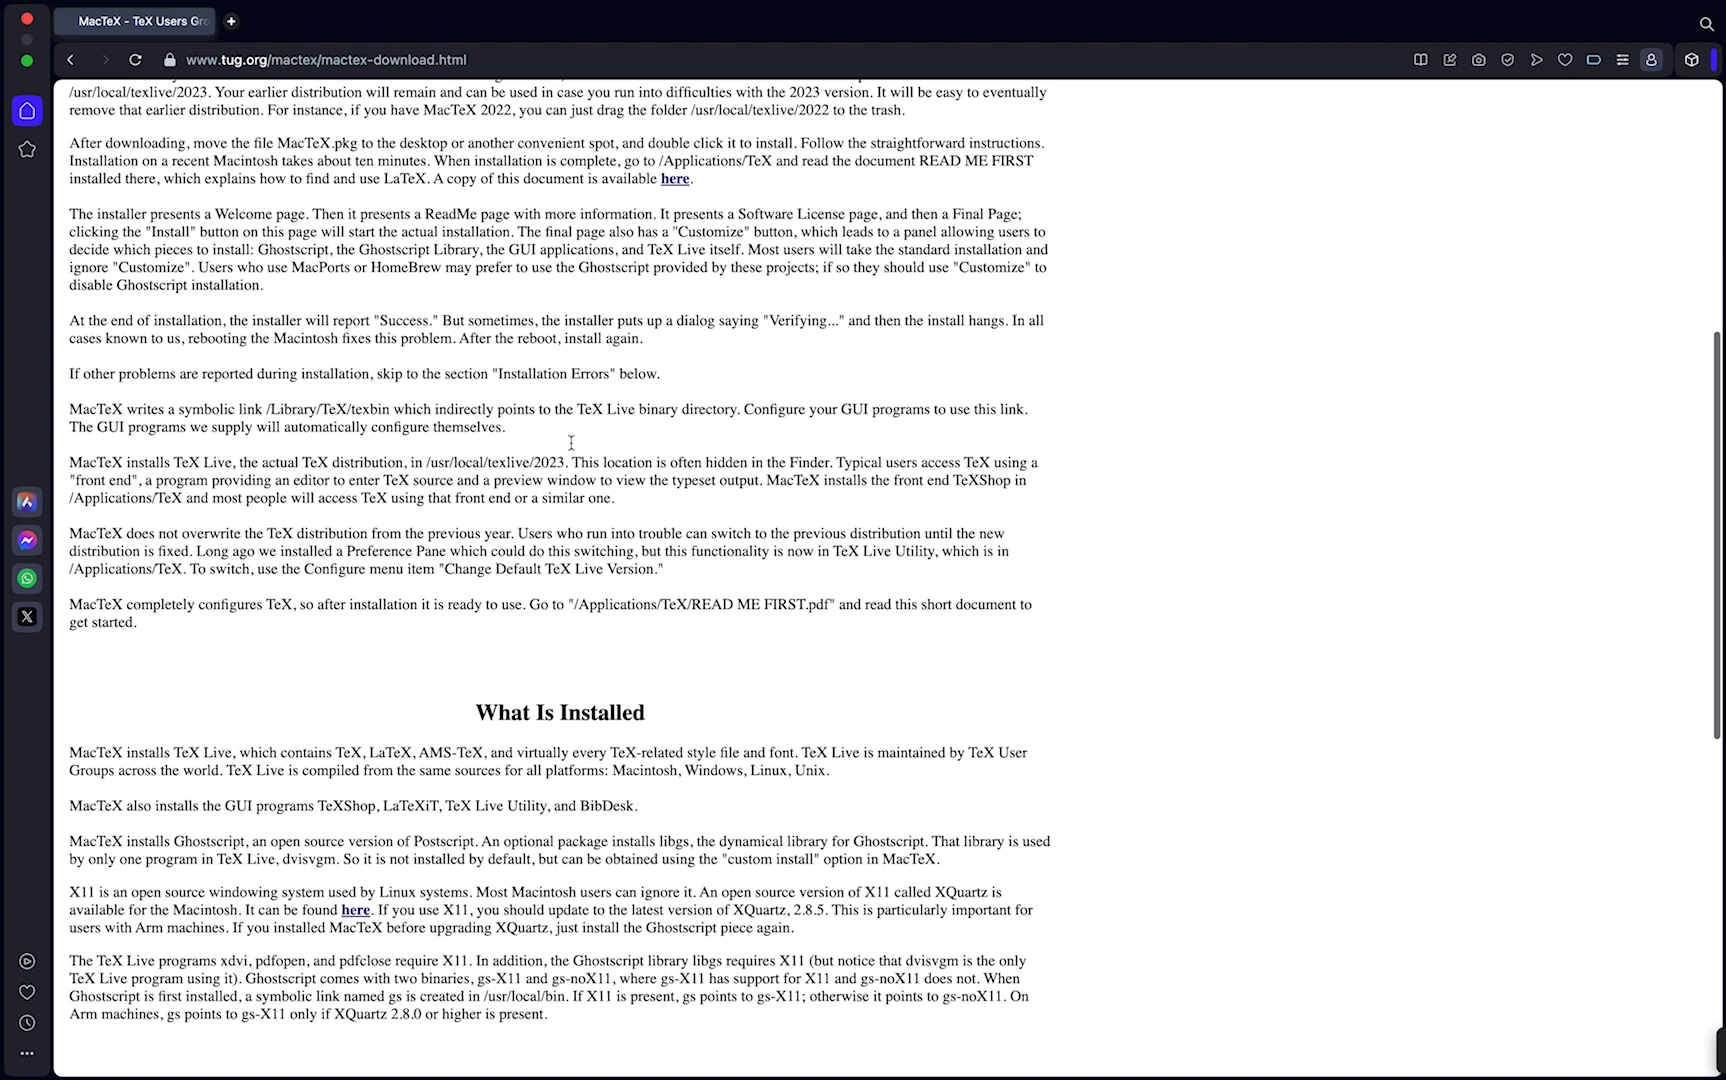 MacTeX - TeX Users Gro
www.tug.org/mactex/mactex-download.html
/usr/local/texlive/2023. Your earlier distribution will remain and can be used in case you run into difficulties with the 2023 version. It will be easy to eventually
remove that earlier distribution. For instance, if you have MacTeX 2022, you can just drag the folder /usr/local/texlive/2022 to the trash.
After downloading, move the file MacTeX.pkg to the desktop or another convenient spot, and double click it to install. Follow the straightforward instructions.
Installation on a recent Macintosh takes about ten minutes. When installation is complete, go to /Applications/TeX and read the document READ ME FIRST
installed there, which explains how to find and use LaTeX. A copy of this document is available here.
The installer presents a Welcome page. Then it presents a ReadMe page with more information. It presents a Software License page, and then a Final Page;
clicking the "Install" button on this page will start the actual installation. The final page also has a "Customize" button, which leads to a panel allowing users to
decide which pieces to install: Ghostscript, the Ghostscript Library, the GUI applications, and TeX Live itself. Most users will take the standard installation and
ignore "Customize". Users who use MacPorts or HomeBrew may prefer to use the Ghostscript provided by these projects; if so they should use "Customize" to
disable Ghostscript installation.
At the end of installation, the installer will report "Success." But sometimes, the installer puts up a dialog saying "Verifying..." and then the install hangs. In all
cases known to us, rebooting the Macintosh fixes this problem. After the reboot, install again.
If other problems are reported during installation, skip to the section "Installation Errors" below.
MacTeX writes a symbolic link /Library/TeX/texbin which indirectly points to the TeX Live binary directory. Configure your GUI programs to use this link.
The GUI programs we supply will automatically configure themselves.
MacTeX installs TeX Live, the actual TeX distribution, in /usr/local/texlive/2023. This location is often hidden in the Finder. Typical users access TeX using a
"front end", a program providing an editor to enter TeX source and a preview window to view the typeset output. MacTeX installs the front end TeXShop in
/Applications/TeX and most people will access TeX using that front end or a similar one.
MacTeX does not overwrite the TeX distribution from the previous year. Users who run into trouble can switch to the previous distribution until the new
distribution is fixed. Long ago we installed a Preference Pane which could do this switching, but this functionality is now in TeX Live Utility, which is in
/Applications/TeX. To switch, use the Configure menu item "Change Default TeX Live Version."
MacTeX completely configures TeX, so after installation it is ready to use. Go to "/Applications/TeX/READ ME FIRST.pdf" and read this short document to
get started.
What Is Installed
MacTeX installs TeX Live, which contains TeX, LaTeX, AMS-TeX, and virtually every TeX-related style file and font. TeX Live is maintained by TeX User
Groups across the world. TeX Live is compiled from the same sources for all platforms: Macintosh, Windows, Linux, Unix.
MacTeX also installs the GUI programs TeXShop, LaTeXiT, TeX Live Utility, and BibDesk.
MacTeX installs Ghostscript, an open source version of Postscript. An optional package installs libgs, the dynamical library for Ghostscript. That library is used
by only one program in TeX Live, dvisvgm. So it is not installed by default, but can be obtained using the "custom install" option in MacTeX.
X11 is an open source windowing system used by Linux systems. Most Macintosh users can ignore it. An open source version of X11 called XQuartz is
available for the Macintosh. It can be found here. If you use X11, you should update to the latest version of XQuartz, 2.8.5. This is particularly important for
users with Arm machines. If you installed MacTeX before upgrading XQuartz, just install the Ghostscript piece again.
The TeX Live programs xdvi, pdfopen, and pdfclose require X11. In addition, the Ghostscript library libgs requires X11 (but notice that dvisvgm is the only
TeX Live program using it). Ghostscript comes with two binaries, gs-X11 and gs-noX11, where gs-X11 has support for X11 and gs-noX11 does not. When
Ghostscript is first installed, a symbolic link named gs is created in /usr/local/bin. If X11 is present, gs points to gs-X11; otherwise it points to gs-noX11. On
Arm machines, gs points to gs-X11 only if XQuartz 2.8.0 or higher is present.